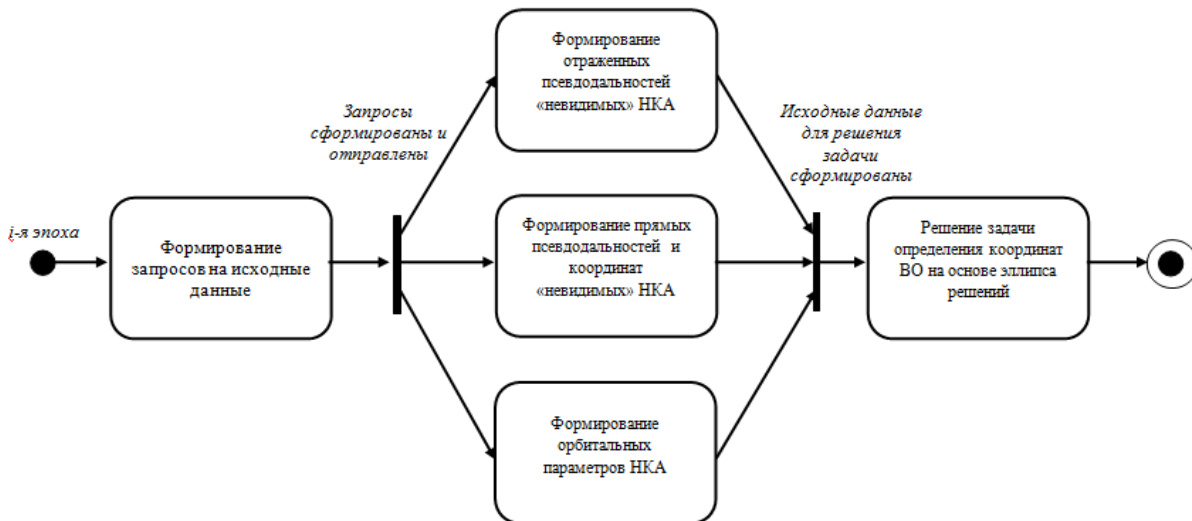 i-я эпоха
Формирование
запросов на исходные
данные
Запросы
сформированы и
отправлены
Формирование
отраженных
псевдодальностей
«невидимых» НКА
Формирование прямых
псевдодальностей и
координат
«невидимых» НКА
Формирование
орбитальных
параметров НКА
Исходные данные
для решения
задачи
сформированы
Решение задачи
определения координат
ВО на основе эллипса
решений